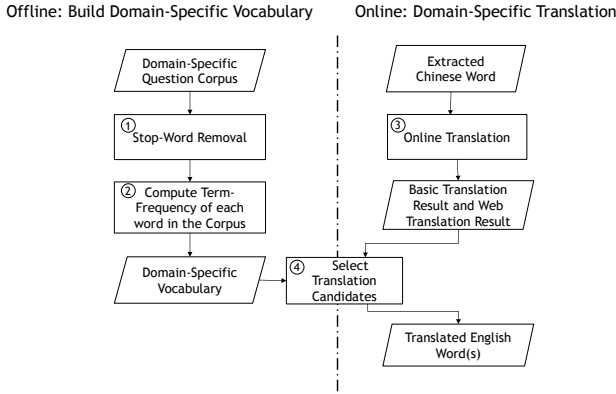 Offline: Build Domain-Specific Vocabulary
Online: Domain-Specific Translation
Domain-Specific
Question Corpus
① Stop-Word Removal
② Compute Term-
Frequency of each
word in the Corpus
Domain-Specific
Vocabulary
Extracted
Chinese Word
③ Online Translation
Basic Translation
Result and Web
Translation Result
④ Select
Translation
Candidates
Translated English
Word(s)